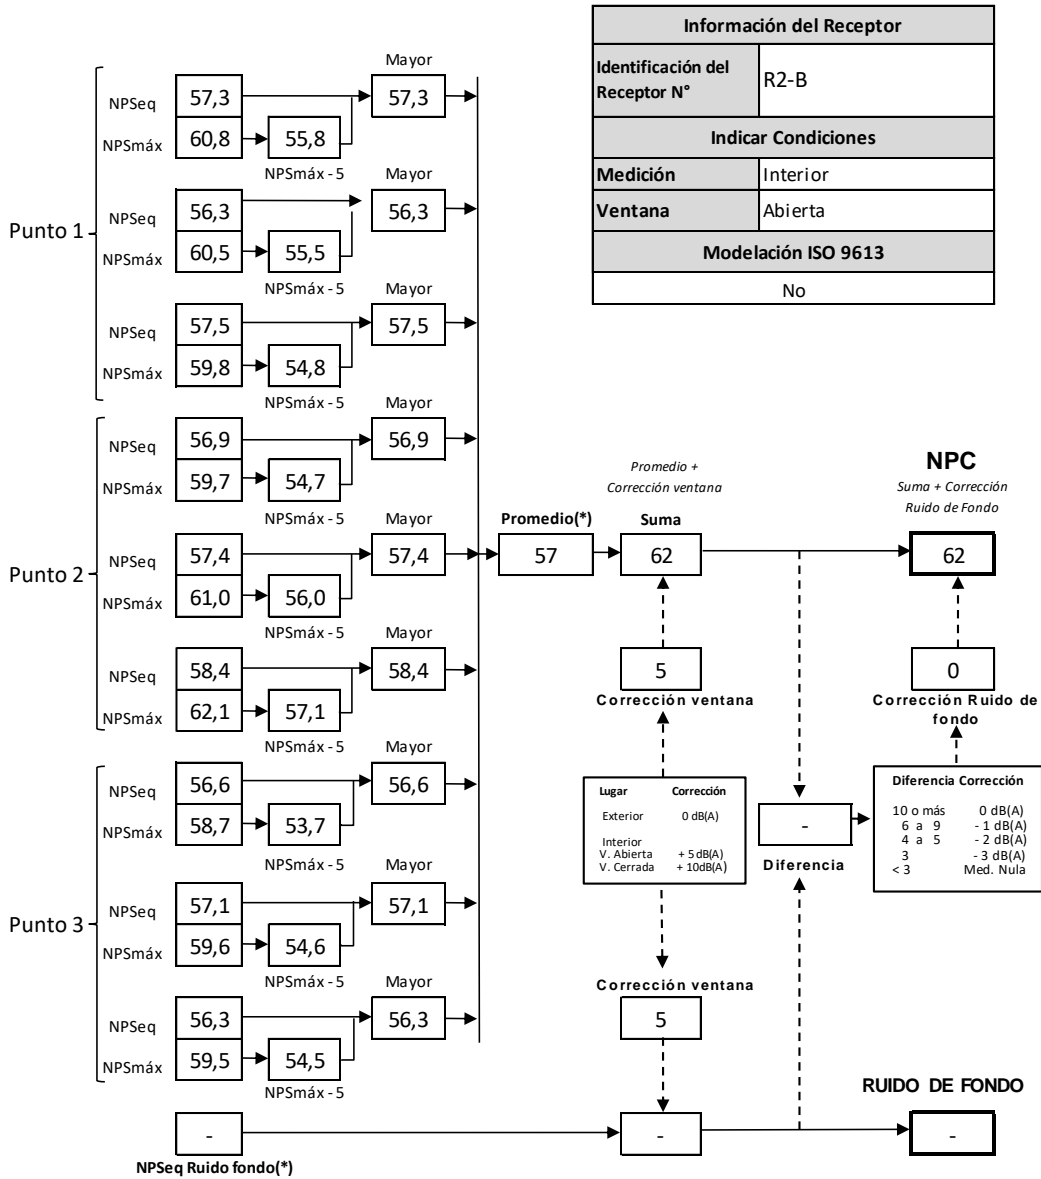 Información del Receptor
Identificación del
Receptor N°
R2-B
Indicar Condiciones
Medición
Interior
Ventana
Abierta
Modelación ISO 9613
No
Punto 1
Mayor
NPSeq
57,3
57,3
NPSmáx
60,8
55,8
NPSmáx - 5
Mayor
NPSeq
56,3
56,3
NPSmáx
60,5
55,5
NPSmáx - 5
Mayor
NPSeq
57,5
57,5
NPSmáx
59,8
54,8
NPSmáx - 5
Punto 2
Mayor
NPSeq
56,9
56,9
NPSmáx
59,7
54,7
NPSmáx - 5
Mayor
NPSeq
57,4
57,4
NPSmáx
61,0
56,0
NPSmáx - 5
Mayor
NPSeq
58,4
58,4
NPSmáx
62,1
57,1
NPSmáx - 5
Punto 3
Mayor
NPSeq
56,6
56,6
NPSmáx
58,7
53,7
NPSmáx - 5
Mayor
NPSeq
57,1
57,1
NPSmáx
59,6
54,6
NPSmáx - 5
Mayor
NPSeq
56,3
56,3
NPSmáx
59,5
54,5
NPSmáx - 5
-
NPSeq Ruido fondo(*)
Promedio(*)
57
Promedio +
Corrección ventana
Suma
62
5
Corrección ventana
Lugar Corrección
Exterior 0 dB(A)
Interior
V. Abierta + 5 dB(A)
V. Cerrada + 10dB(A)
Corrección ventana
5
-
-
Diferencia
NPC
Suma + Corrección
Ruido de Fondo
62
0
Corrección Ruido de
fondo
Diferencia Corrección
10 o más 0 dB(A)
6 a 9 - 1 dB(A)
4 a 5 - 2 dB(A)
3 - 3 dB(A)
< 3 Med. Nula
RUIDO DE FONDO
-